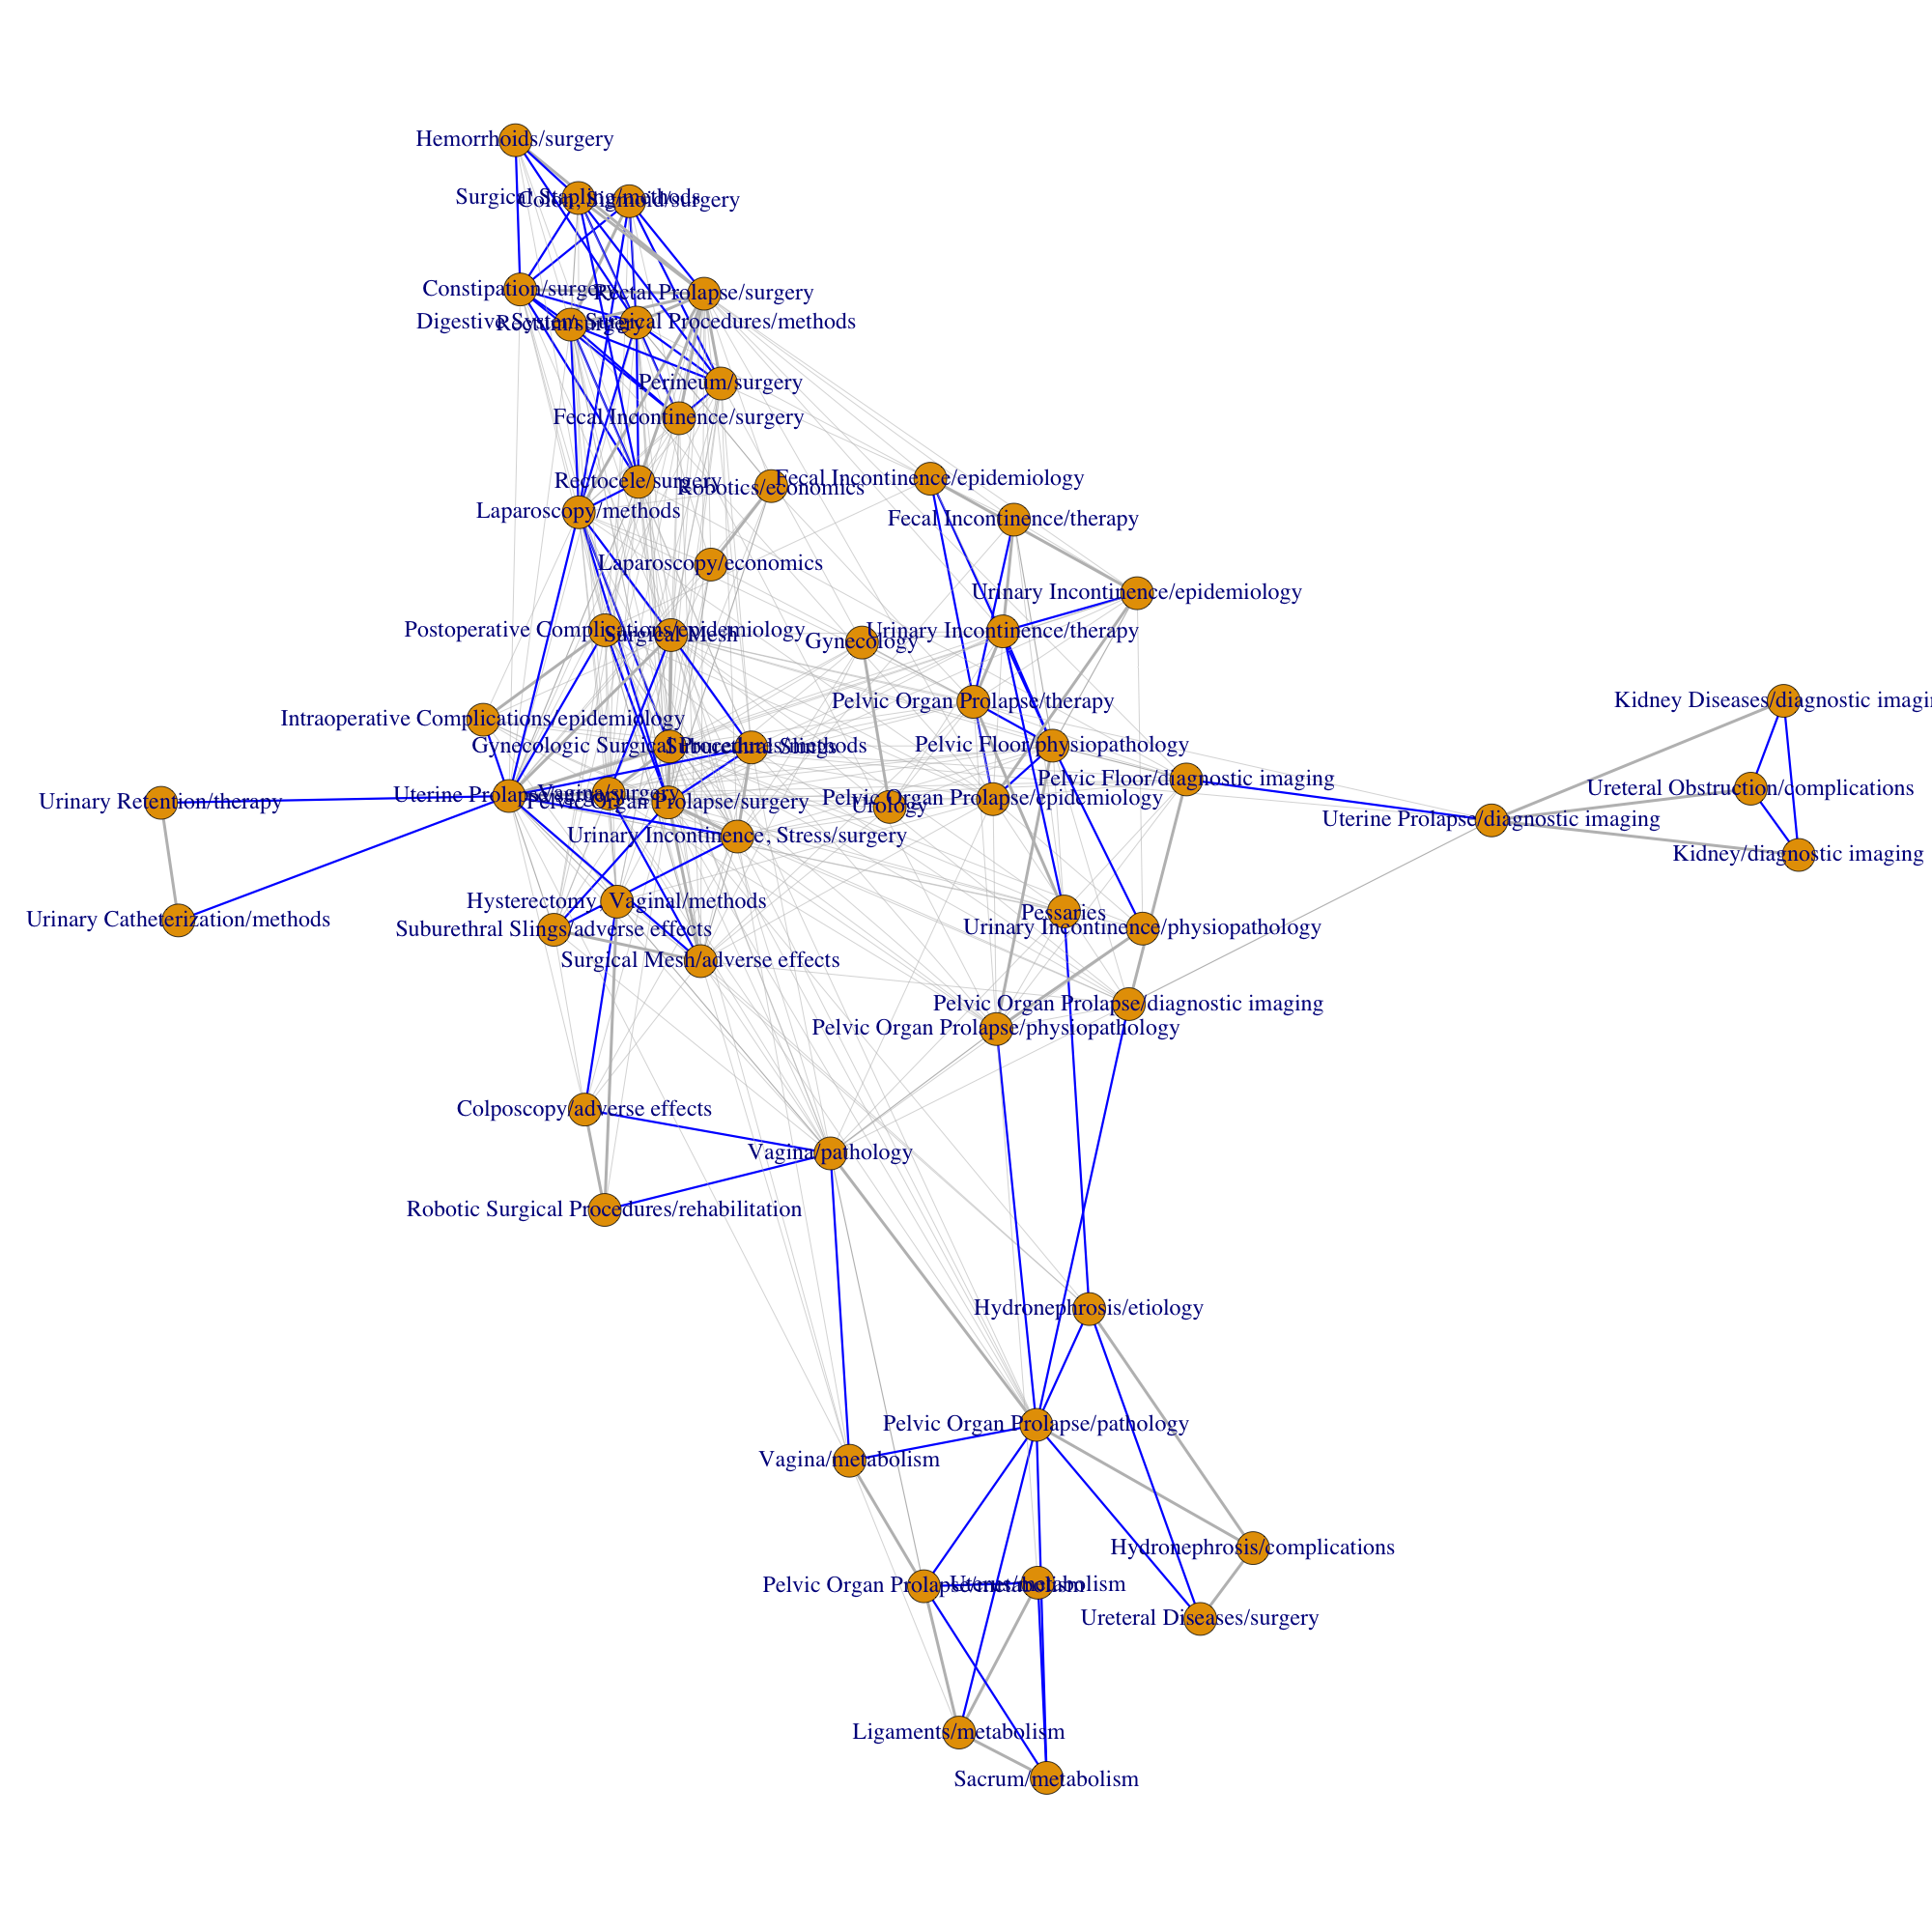 Hemorrhoids/surgery
Surgical Stapling/methods
Colon, Sigmoid/surgery
Constipation/surgery
Rectal Prolapse/surgery
Digestive System Surgical Procedures/methods
Rectum/surgery
Perineum/surgery
Fecal Incontinence/surgery
Rectocele/surgery
Robotics/economics
Fecal Incontinence/epidemiology
Laparoscopy/methods
Fecal Incontinence/therapy
Laparoscopy/economics
Urinary Incontinence/epidemiology
Postoperative Complications/epidemiology
Surgical Mesh
Gynecology
Urinary Incontinence/therapy
Pelvic Organ Prolapse/therapy
Kidney Diseases/diagnostic imagin
Intraoperative Complications/epidemiology
Gynecologic Surgical Procedures/methods
Suburethral Slings
Pelvic Floor/physiopathology
Pelvic Floor/diagnostic imaging
Ureteral Obstruction/complications
Urinary Retention/therapy
Uterine Prolapse/surgery
Vagina/surgery
Pelvic Organ Prolapse/surgery
Urology
Pelvic Organ Prolapse/epidemiology
Uterine Prolapse/diagnostic imaging
Urinary Incontinence, Stress/surgery
Kidney/diagnostic imaging
Hysterectomy, Vaginal/methods
Pessaries
Urinary Catheterization/methods
Suburethral Slings/adverse effects
Urinary Incontinence/physiopathology
Surgical Mesh/adverse effects
Pelvic Organ Prolapse/diagnostic imaging
Pelvic Organ Prolapse/physiopathology
Colposcopy/adverse effects
Vagina/pathology
Robotic Surgical Procedures/rehabilitation
Hydronephrosis/etiology
Pelvic Organ Prolapse/pathology
Vagina/metabolism
Hydronephrosis/complications
Pelvic Organ Prolapse/metabolism
Uterus/metabolism
Ureteral Diseases/surgery
Ligaments/metabolism
Sacrum/metabolism